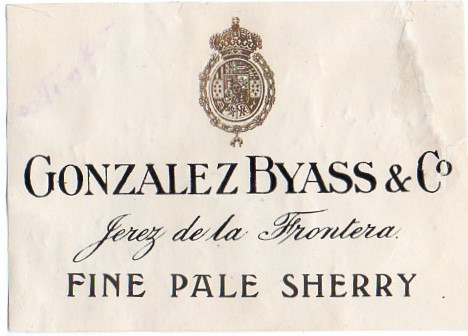 GONZALEZ BYASS & Cº
Jerez de la Frontera.
FINE PALE SHERRY